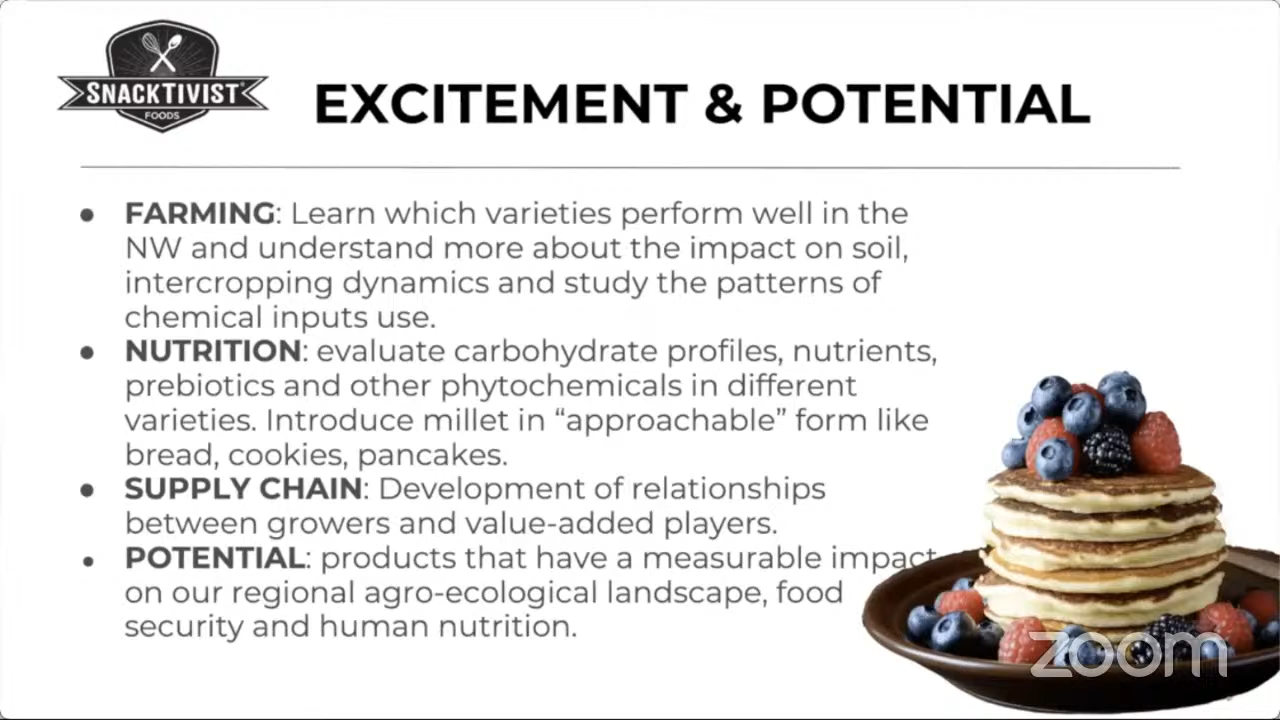 SNACKTIVIST®
FOODS
EXCITEMENT & POTENTIAL
● FARMING: Learn which varieties perform well in the
NW and understand more about the impact on soil,
intercropping dynamics and study the patterns of
chemical inputs use.
● NUTRITION: evaluate carbohydrate profiles, nutrients,
prebiotics and other phytochemicals in different
varieties. Introduce millet in “approachable” form like
bread, cookies, pancakes.
● SUPPLY CHAIN: Development of relationships
between growers and value-added players.
● POTENTIAL: products that have a measurable impact
on our regional agro-ecological landscape, food
security and human nutrition.
zoom